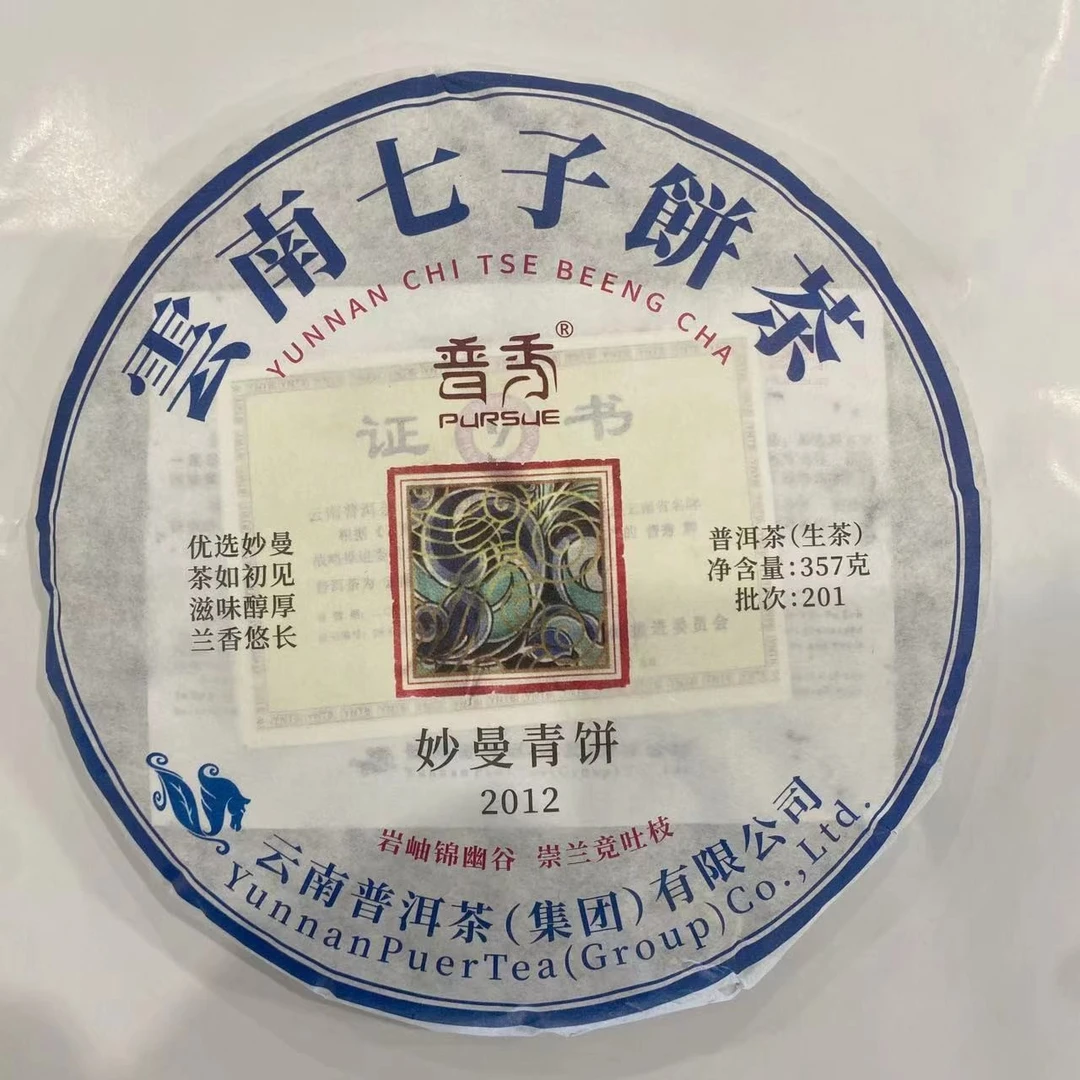 雲南七子餅茶
YUNNAN CHI TSE BEENG CHA
普秀®
PURSUE
证 书
优选妙曼
茶如初见
滋味醇厚
兰香悠长
普洱茶(生茶)
净含量:357克
批次:201
妙曼青饼
2012
岩岫锦幽谷 崇兰竞吐枝
云南普洱茶(集团)有限公司
YunnanPuerTea(Group)Co.,Ltd.